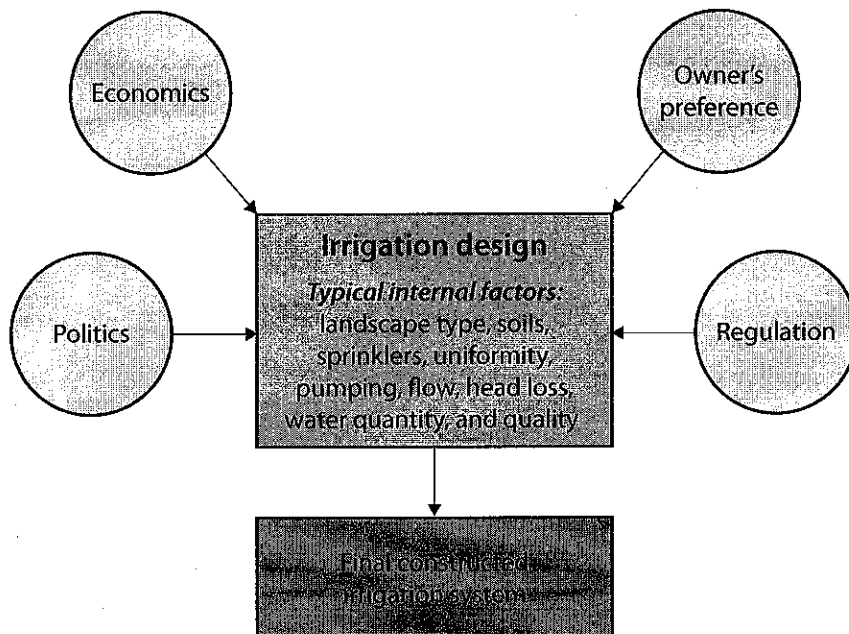 Economics
Owner's
preference
Irrigation design
Typical internal factors:
landscape type, soils,
sprinklers, uniformity,
pumping, flow, head loss,
water quantity, and quality
Politics
Regulation
Final constructed
irrigation system